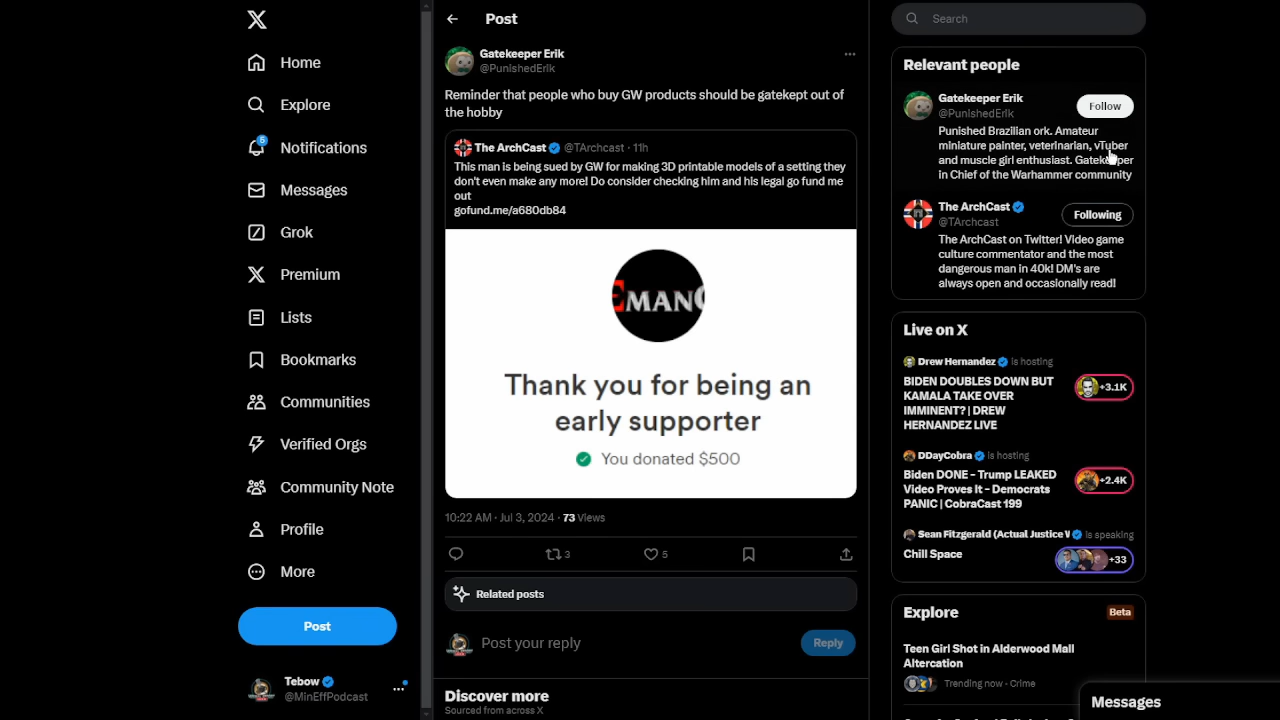 Home
Explore
6
Notifications
Messages
Grok
Premium
Lists
Bookmarks
Communities
Verified Orgs
Community Note
Profile
More
Post
Tebow
@MinEffPodcast
Post
Gatekeeper Erik
@PunishedErik
Reminder that people who buy GW products should be gatekept out of
the hobby
The ArchCast @TArchcast · 11h
This man is being sued by GW for making 3D printable models of a setting they
don't even make any more! Do consider checking him and his legal go fund me
out
gofund.me/a680db84
EMANC
Thank you for being an
early supporter
You donated $500
10:22 AM · Jul 3, 2024 · 73 Views
3
5
Related posts
Post your reply
Reply
Discover more
Sourced from across X
Search
Relevant people
Gatekeeper Erik
@PunishedErik
Follow
Punished Brazilian ork. Amateur
miniature painter, veterinarian, vTuber
and muscle girl enthusiast. Gatekeeper
in Chief of the Warhammer community
The ArchCast
@TArchcast
Following
The ArchCast on Twitter! Video game
culture commentator and the most
dangerous man in 40k! DM's are
always open and occasionally read!
Live on X
Drew Hernandez is hosting
BIDEN DOUBLES DOWN BUT
KAMALA TAKE OVER
IMMINENT? | DREW
HERNANDEZ LIVE
+3.1K
DDayCobra is hosting
Biden DONE - Trump LEAKED
Video Proves It - Democrats
PANIC | CobraCast 199
+2.4K
Sean Fitzgerald (Actual Justice W is speaking
Chill Space
+33
Explore
Beta
Teen Girl Shot in Alderwood Mall
Altercation
Trending now · Crime
Messages